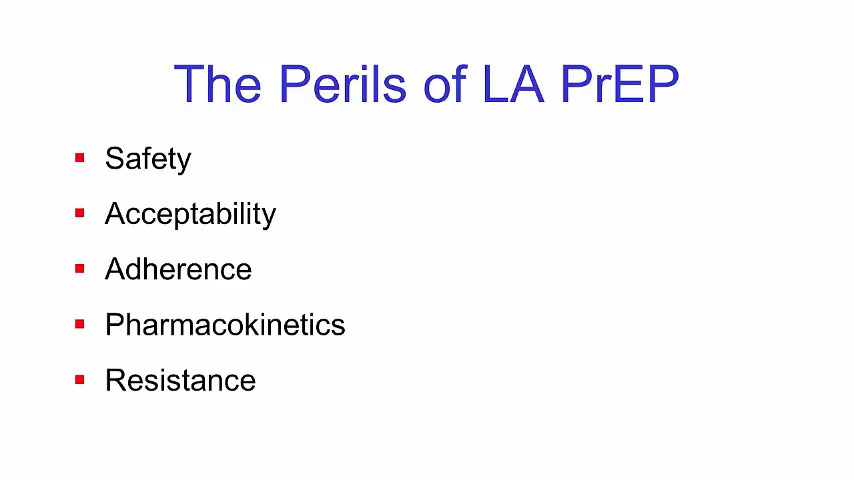 The Perils of LA PrEP
▪ Safety
▪ Acceptability
▪ Adherence
▪ Pharmacokinetics
▪ Resistance